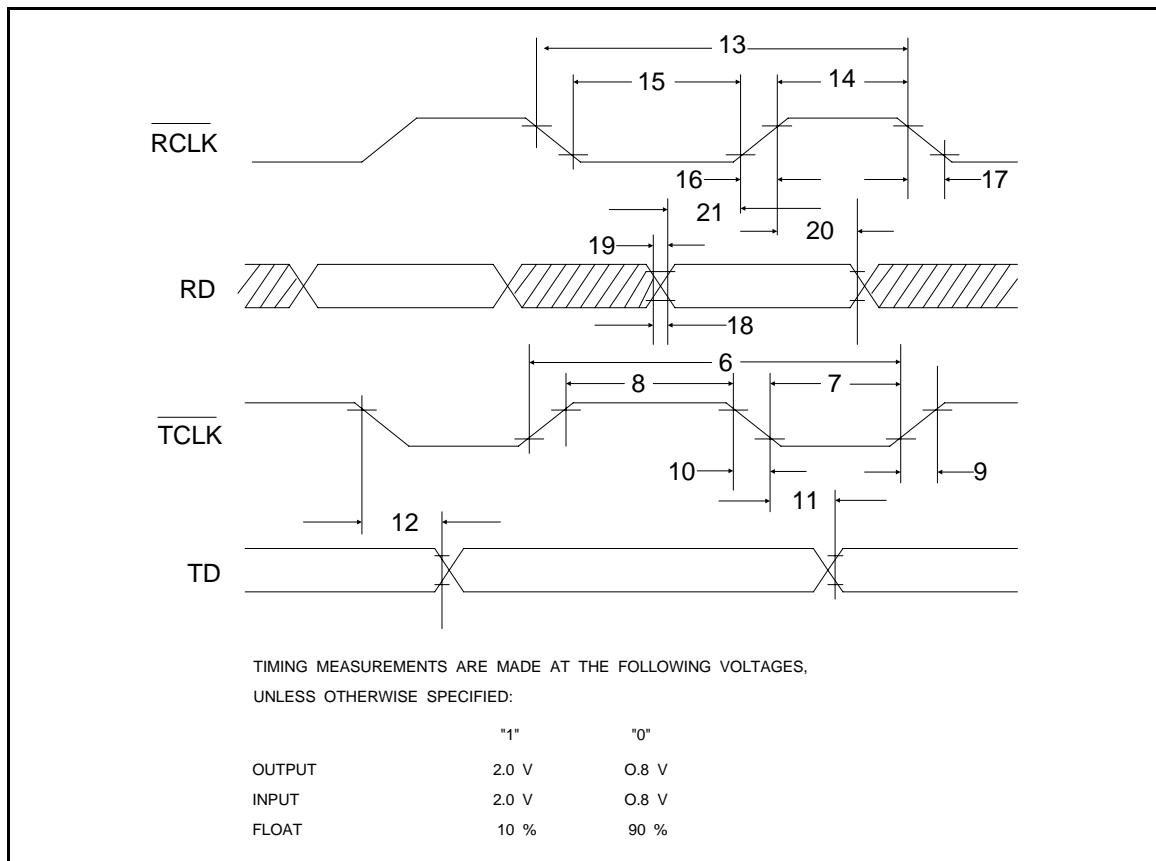 13
15 14
RCLK
16 17
21
19 20
RD
18
6
8 7
TCLK
10 9
11
12
TD
TIMING MEASUREMENTS ARE MADE AT THE FOLLOWING VOLTAGES,
UNLESS OTHERWISE SPECIFIED:
"1" "0"
OUTPUT 2.0 V O.8 V
INPUT 2.0 V O.8 V
FLOAT 10 % 90 %